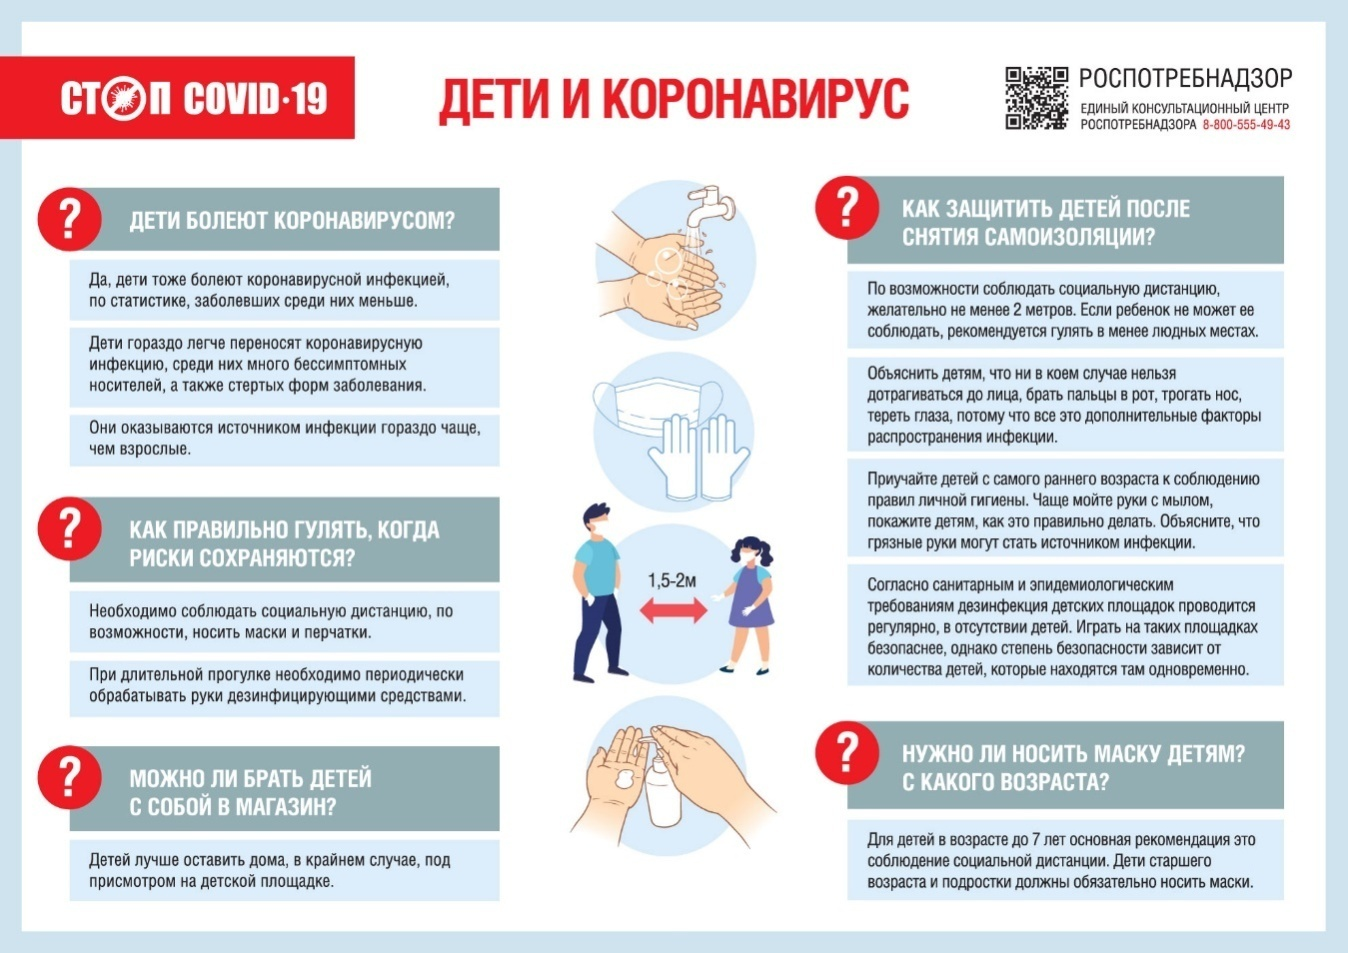 СТОП COVID·19
ДЕТИ И КОРОНАВИРУС
РОСПОТРЕБНАДЗОР
ЕДИНЫЙ КОНСУЛЬТАЦИОННЫЙ ЦЕНТР
РОСПОТРЕБНАДЗОРА 8-800-555-49-43
?
ДЕТИ БОЛЕЮТ КОРОНАВИРУСОМ?
Да, дети тоже болеют коронавирусной инфекцией,
по статистике, заболевших среди них меньше.
Дети гораздо легче переносят коронавирусную
инфекцию, среди них много бессимптомных
носителей, а также стертых форм заболевания.
Они оказываются источником инфекции гораздо чаще,
чем взрослые.
?
КАК ПРАВИЛЬНО ГУЛЯТЬ, КОГДА
РИСКИ СОХРАНЯЮТСЯ?
Необходимо соблюдать социальную дистанцию, по
возможности, носить маски и перчатки.
При длительной прогулке необходимо периодически
обрабатывать руки дезинфицирующими средствами.
?
МОЖНО ЛИ БРАТЬ ДЕТЕЙ
С СОБОЙ В МАГАЗИН?
Детей лучше оставить дома, в крайнем случае, под
присмотром на детской площадке.
1,5-2м
?
КАК ЗАЩИТИТЬ ДЕТЕЙ ПОСЛЕ
СНЯТИЯ САМОИЗОЛЯЦИИ?
По возможности соблюдать социальную дистанцию,
желательно не менее 2 метров. Если ребенок не может ее
соблюдать, рекомендуется гулять в менее людных местах.
Объяснить детям, что ни в коем случае нельзя
дотрагиваться до лица, брать пальцы в рот, трогать нос,
тереть глаза, потому что все это дополнительные факторы
распространения инфекции.
Приучайте детей с самого раннего возраста к соблюдению
правил личной гигиены. Чаще мойте руки с мылом,
покажите детям, как это правильно делать. Объясните, что
грязные руки могут стать источником инфекции.
Согласно санитарным и эпидемиологическим
требованиям дезинфекция детских площадок проводится
регулярно, в отсутствии детей. Играть на таких площадках
безопаснее, однако степень безопасности зависит от
количества детей, которые находятся там одновременно.
?
НУЖНО ЛИ НОСИТЬ МАСКУ ДЕТЯМ?
С КАКОГО ВОЗРАСТА?
Для детей в возрасте до 7 лет основная рекомендация это
соблюдение социальной дистанции. Дети старшего
возраста и подростки должны обязательно носить маски.